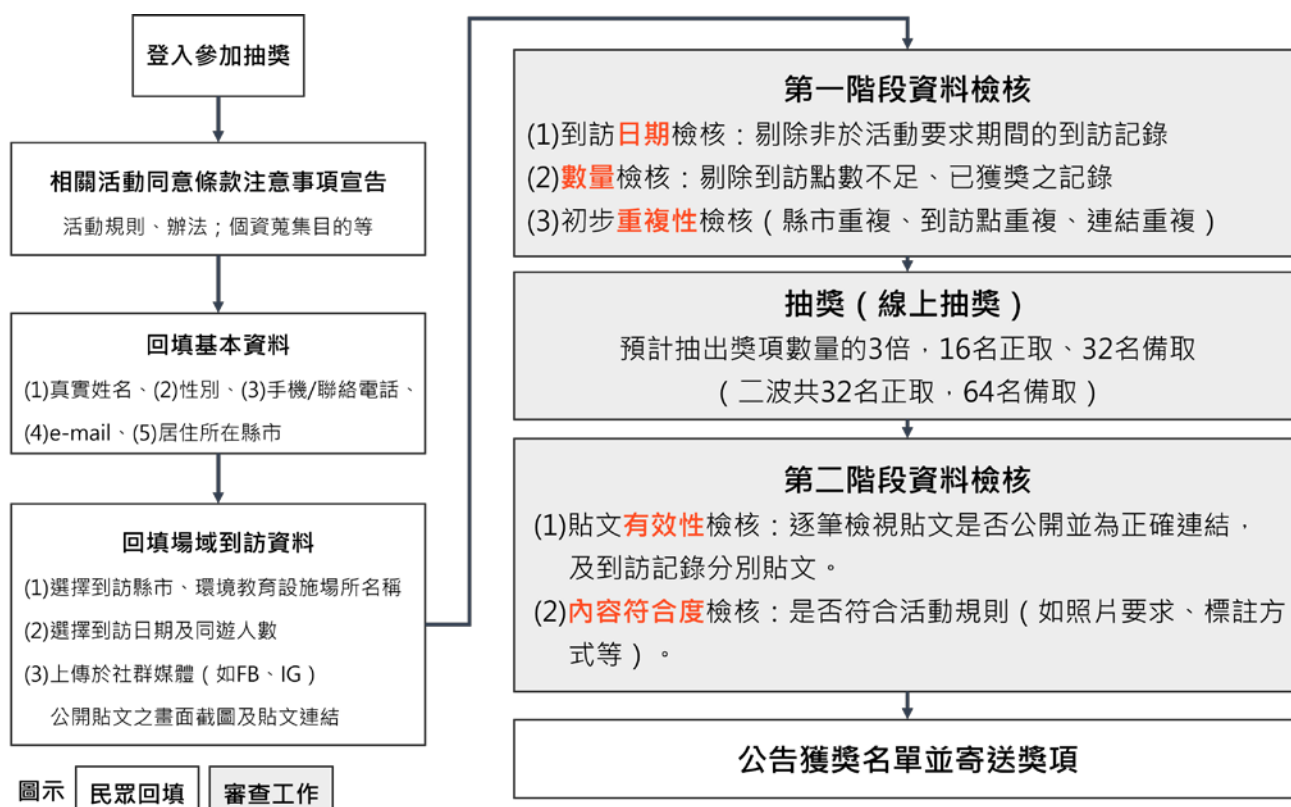 登入參加抽獎
相關活動同意條款注意事項宣告
活動規則、辦法；個資蒐集目的等
回填基本資料
(1)真實姓名、(2)性別、(3)手機/聯絡電話、
(4)e-mail、(5)居住所在縣市
回填場域到訪資料
(1)選擇到訪縣市、環境教育設施場所名稱
(2)選擇到訪日期及同遊人數
(3)上傳於社群媒體（如FB、IG）
公開貼文之畫面截圖及貼文連結
圖示
民眾回填
審查工作
第一階段資料檢核
(1)到訪日期檢核：剔除非於活動要求期間的到訪記錄
(2)數量檢核：剔除到訪點數不足、已獲獎之記錄
(3)初步重複性檢核（縣市重複、到訪點重複、連結重複）
抽獎（線上抽獎）
預計抽出獎項數量的3倍，16名正取、32名備取
（二波共32名正取，64名備取）
第二階段資料檢核
(1)貼文有效性檢核：逐筆檢視貼文是否公開並為正確連結，
及到訪記錄分別貼文。
(2)內容符合度檢核：是否符合活動規則（如照片要求、標註方
式等）。
公告獲獎名單並寄送獎項